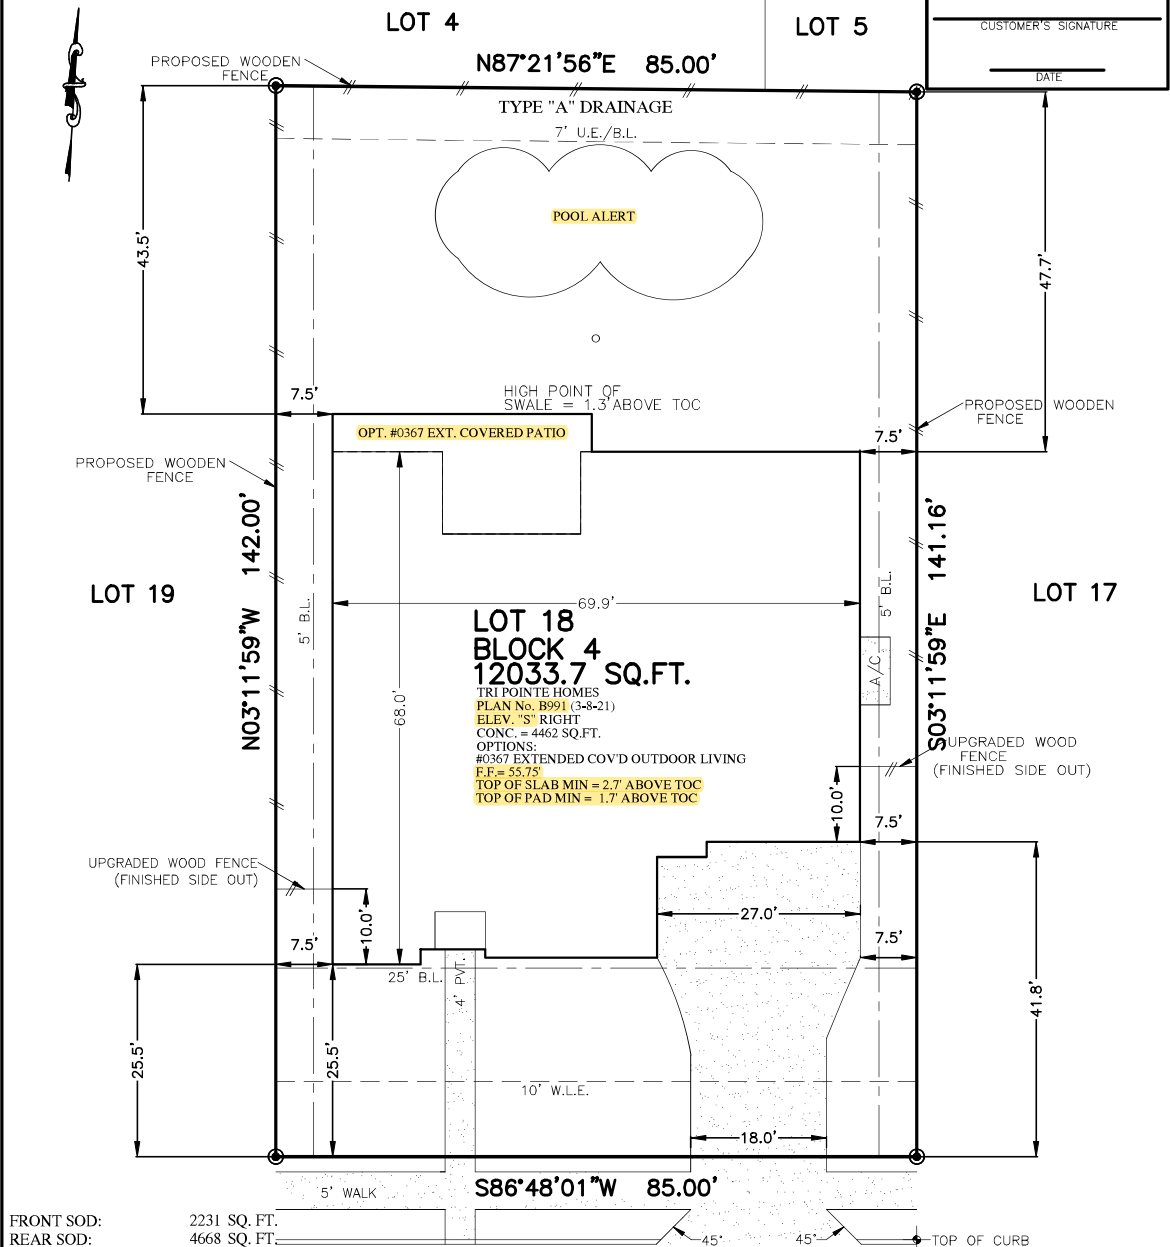 LOT 4
LOT 5
CUSTOMER'S SIGNATURE
DATE
PROPOSED WOODEN
FENCE
N87°21'56"E 85.00'
TYPE "A" DRAINAGE
7' U.E./B.L.
POOL ALERT
43.5'
47.7'
7.5'
HIGH POINT OF
SWALE = 1.3'ABOVE TOC
PROPOSED WOODEN
FENCE
OPT. #0367 EXT. COVERED PATIO
7.5'
PROPOSED WOODEN
FENCE
N03°11'59"W 142.00'
S03°11'59"E 141.16'
LOT 19
LOT 17
5' B.L.
5' B.L.
69.9'
68.0'
A/C
LOT 18
BLOCK 4
12033.7 SQ.FT.
TRI POINTE HOMES
PLAN No. B991 (3-8-21)
ELEV. "S" RIGHT
CONC. = 4462 SQ.FT.
OPTIONS:
#0367 EXTENDED COV'D OUTDOOR LIVING
F.F.= 55.75'
TOP OF SLAB MIN = 2.7' ABOVE TOC
TOP OF PAD MIN = 1.7' ABOVE TOC
UPGRADED WOOD
FENCE
(FINISHED SIDE OUT)
10.0'
7.5'
UPGRADED WOOD FENCE
(FINISHED SIDE OUT)
10.0'
27.0'
7.5'
7.5'
25' B.L.
4' PVT.
25.5'
25.5'
41.8'
10' W.L.E.
18.0'
5' WALK
S86°48'01"W 85.00'
FRONT SOD: 2231 SQ. FT.
REAR SOD: 4668 SQ. FT.
45°
45°
TOP OF CURB